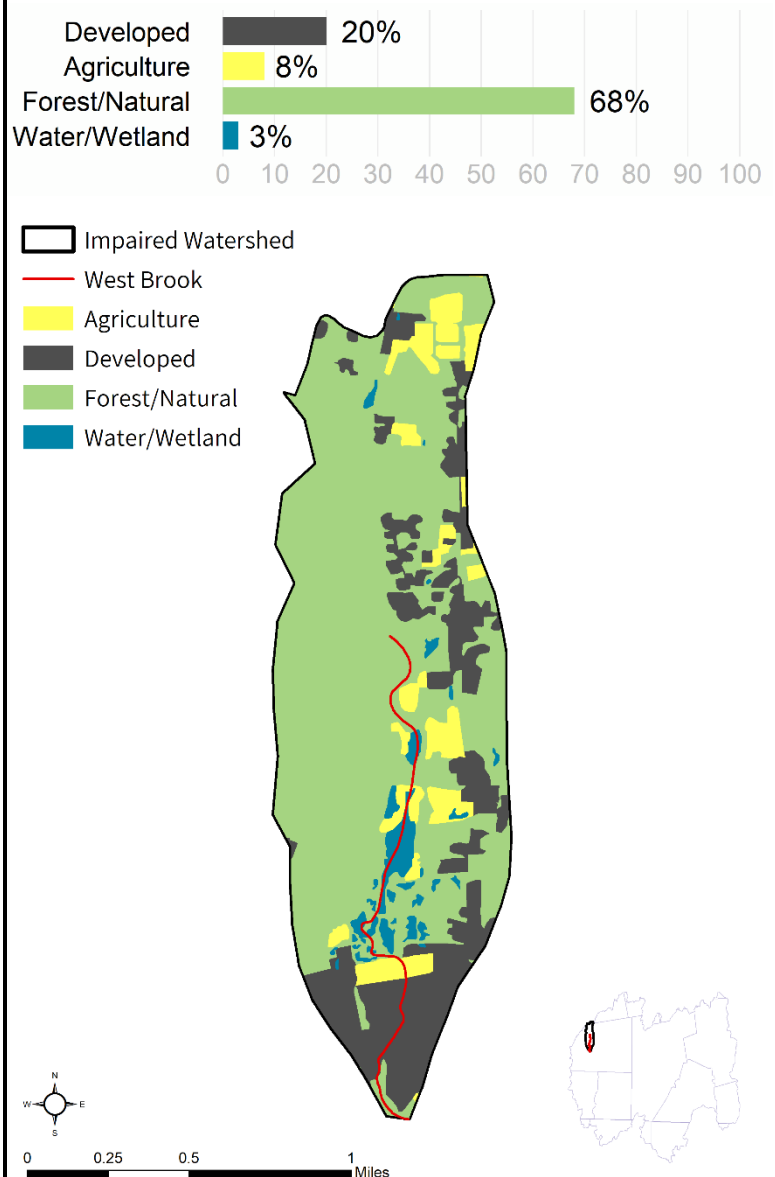 Developed 20%
Agriculture 8%
Forest/Natural 68%
Water/Wetland 3%
0 10 20 30 40 50 60 70 80 90 100
Impaired Watershed
West Brook
Agriculture
Developed
Forest/Natural
Water/Wetland
N
W E
S
0 0.25 0.5 1
Miles